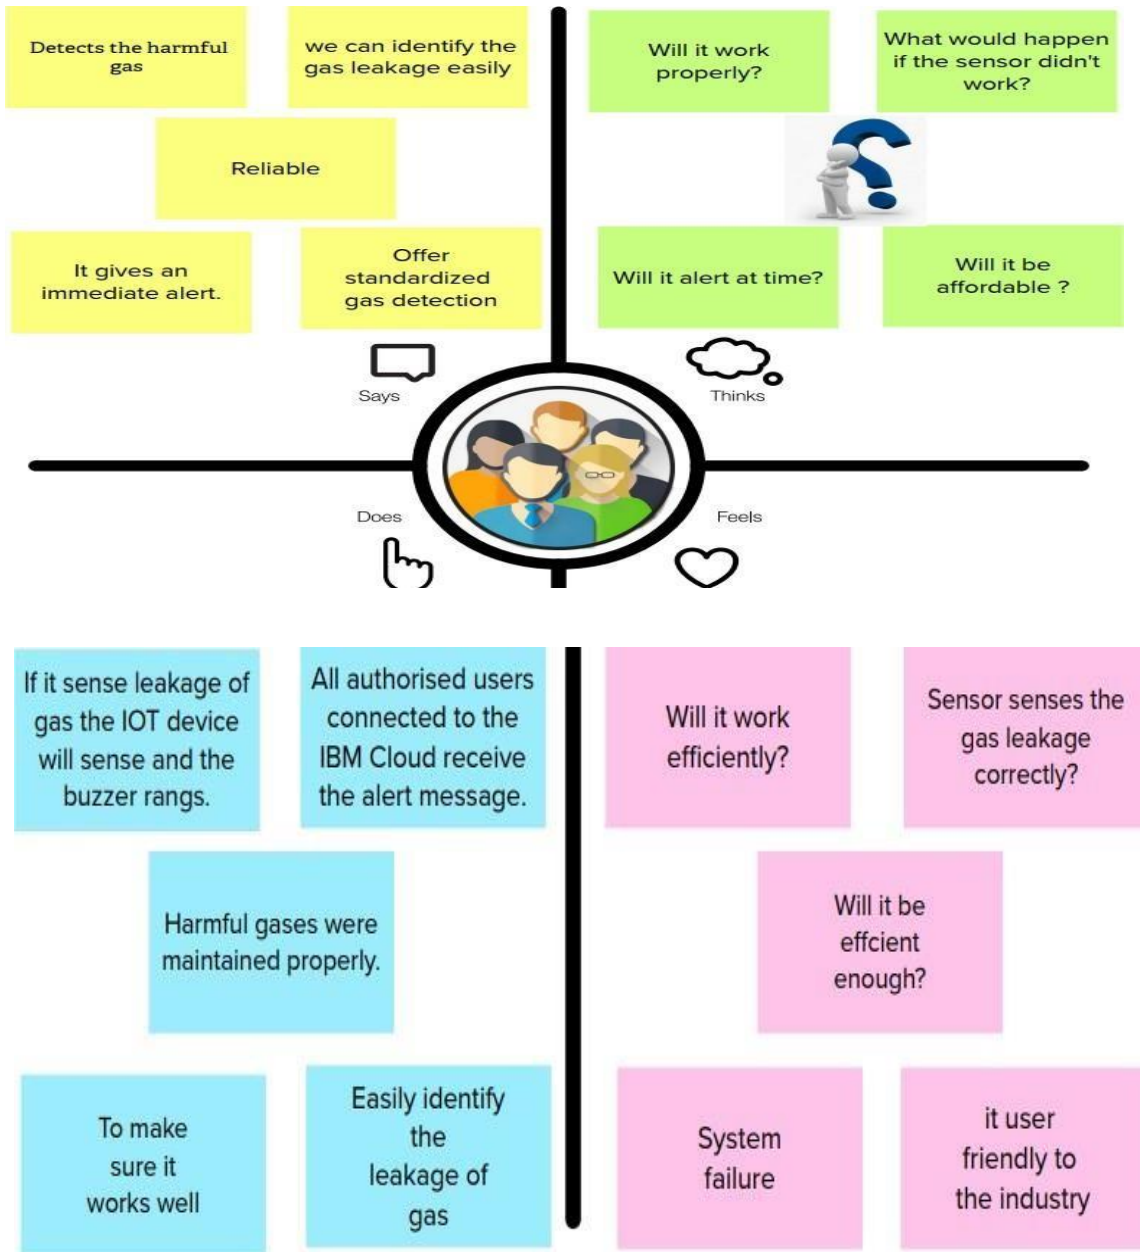 Detects the harmful
gas
we can identify the
gas leakage easily
Reliable
It gives an
immediate alert.
Offer
standardized
gas detection
Will it work
properly?
What would happen
if the sensor didn't
work?
Will it alert at time?
Will it be
affordable ?
Says
Thinks
Does
Feels
If it sense leakage of
gas the IOT device
will sense and the
buzzer rangs.
All authorised users
connected to the
IBM Cloud receive
the alert message.
Harmful gases were
maintained properly.
To make
sure it
works well
Easily identify
the
leakage of
gas
Will it work
efficiently?
Sensor senses the
gas leakage
correctly?
Will it be
effcient
enough?
System
failure
it user
friendly to
the industry